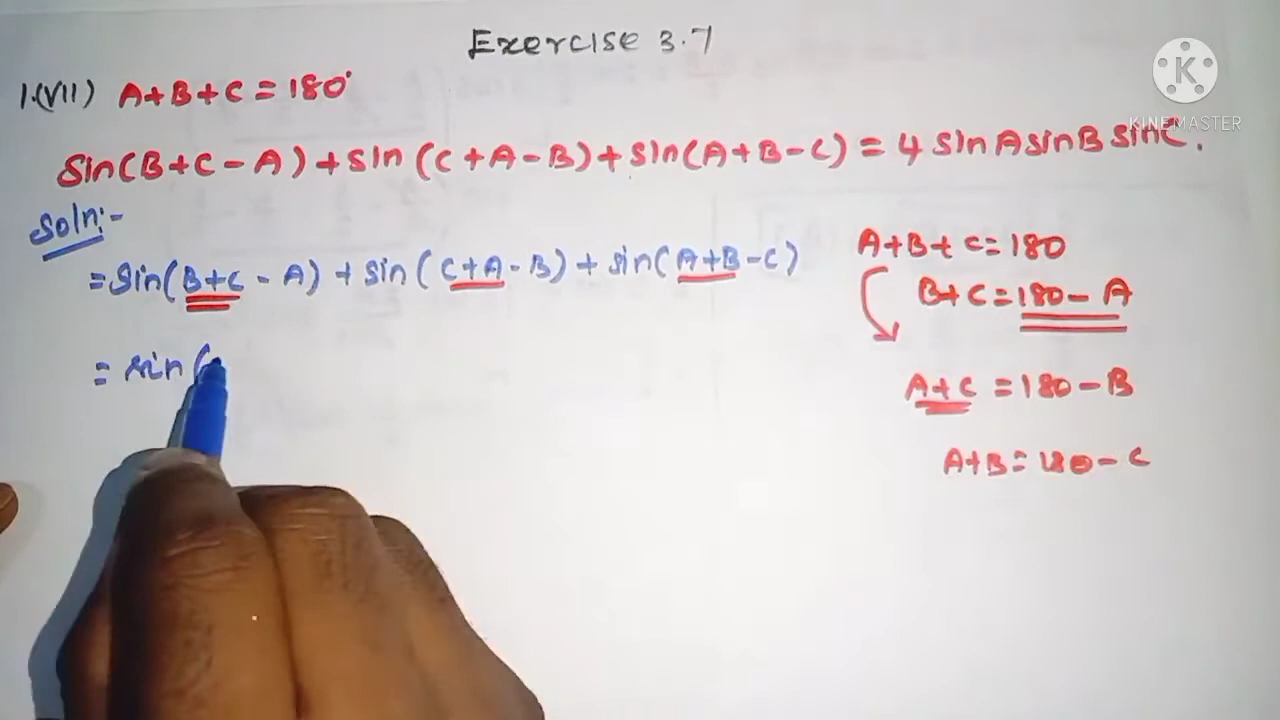 Exercise 3.7
K
KINEMASTER
1.(VII) A+B+C=180°
Sin(B+C-A)+sin(C+A-B)+sin(A+B-C)=4 sinA sinB sinC.
Soln:-
=Sin(B+C-A)+sin(C+A-B)+sin(A+B-C)
= sin(
A+B+C=180
B+C=180-A
A+C=180-B
A+B=180-C